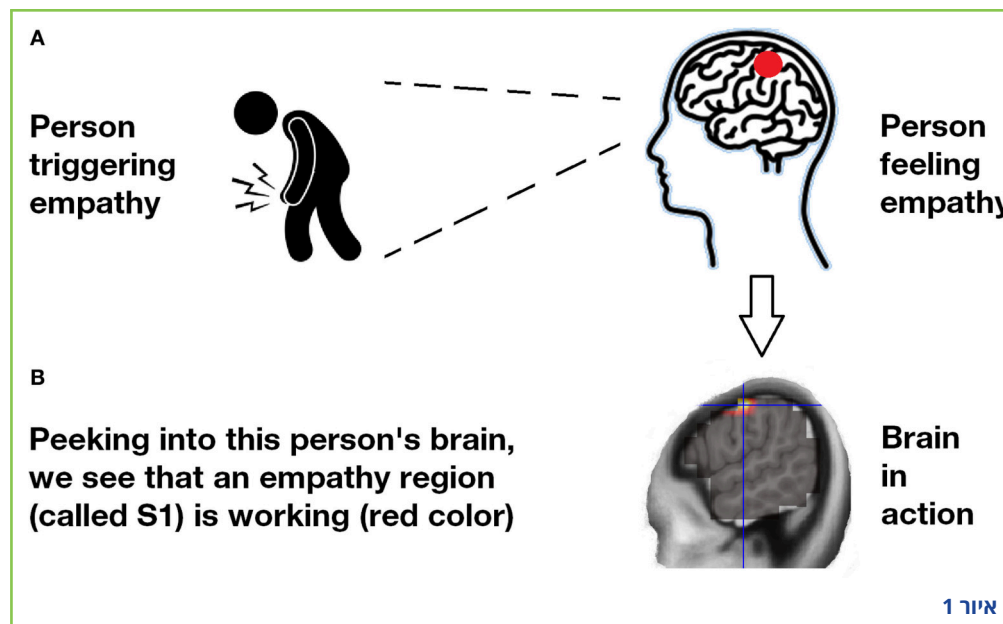 A
Person
triggering
empathy
Person
feeling
empathy
B
Peeking into this person's brain,
we see that an empathy region
(called S1) is working (red color)
Brain
in
action
איור 1